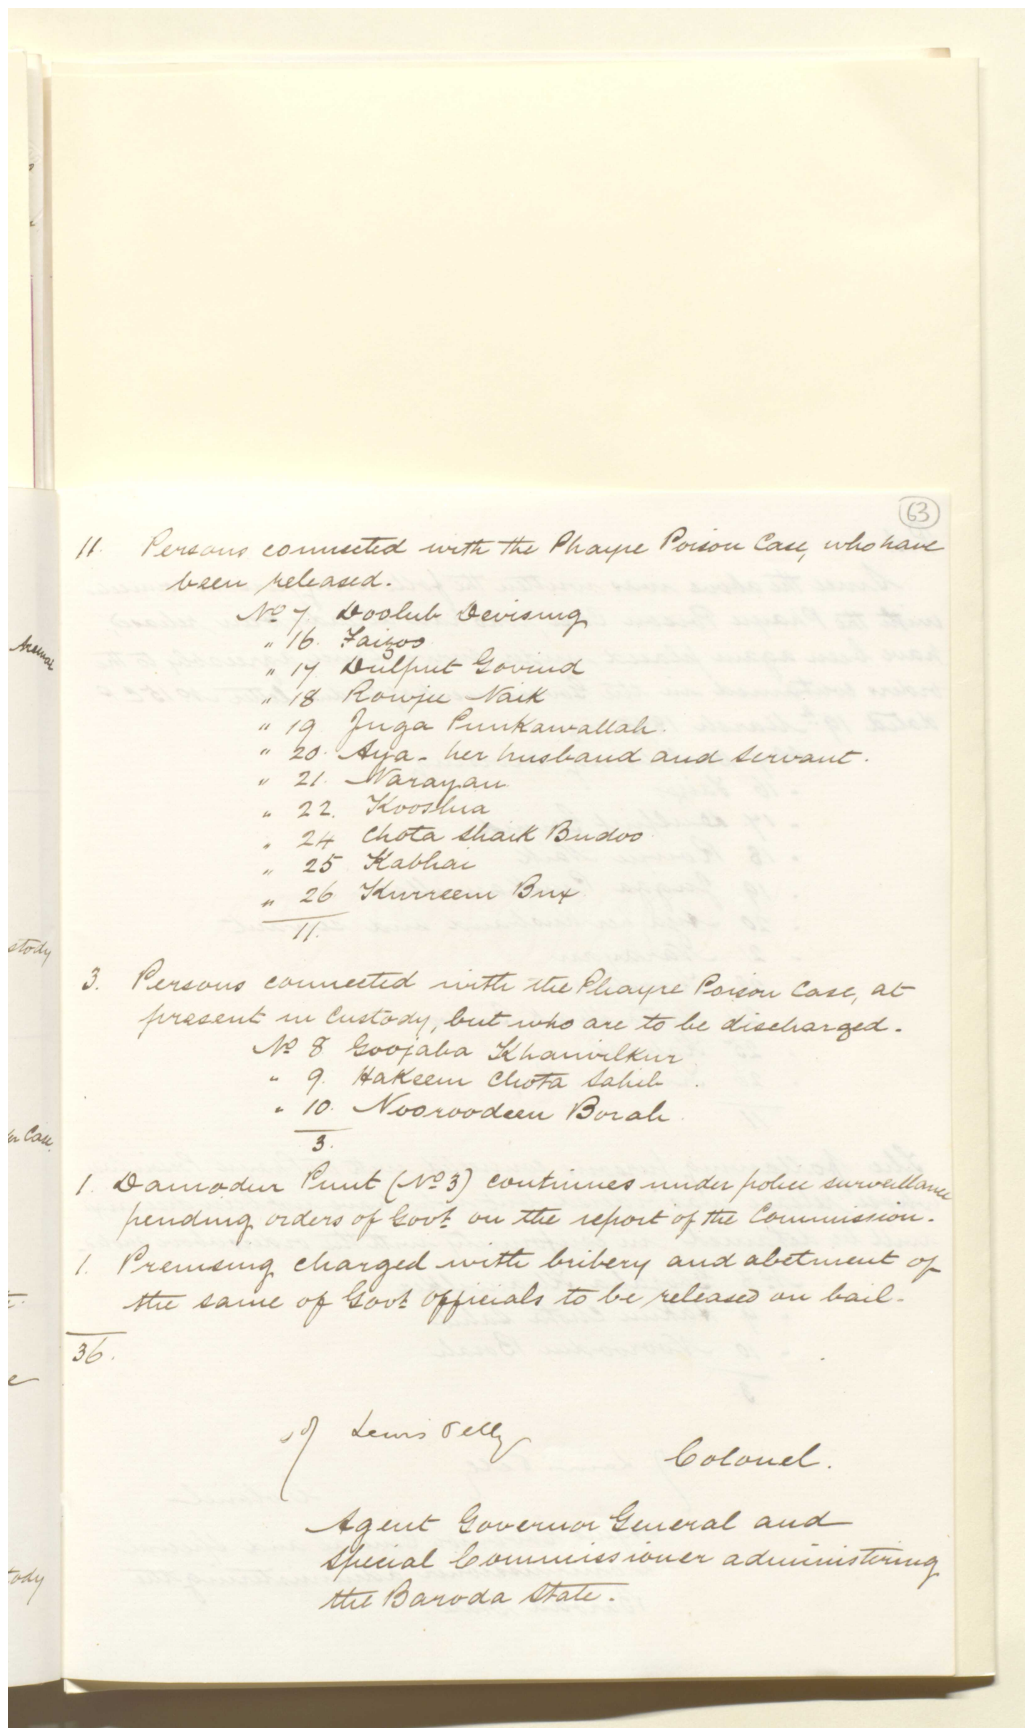 63
11. Persons connected with the Phayre Poison Case, who have
been released.
No 7. Doolub Devising
" 16. Faizoo
" 17 Dulput Govind
" 18 Rowjee Naik
" 19 Juga Punkawallah.
" 20. Aya - her husband and servant.
" 21. Narayan
" 22. Kooshia
" 24 Chota Shaik Budoo
" 25 Kabhai
" 26 Kurreem Bux
11.
3. Persons connected with the Phayre Poison Case, at
present in custody, but who are to be discharged.
No 8 Goojaba Khanvilkur
" 9. Hakeem Chota Sahib
" 10. Nooroodeen Borah
3.
1. Damodur Punt (No 3) continues under police surveillance
pending orders of Govt. on the report of the Commission.
1. Premsing charged with bribery and abetment of
the same of Govt. officials to be released on bail.
36.
sd/ Lewis Pelly
Colonel.
Agent Governor General and
Special Commissioner administering
the Baroda State.
stody
Case.
tody